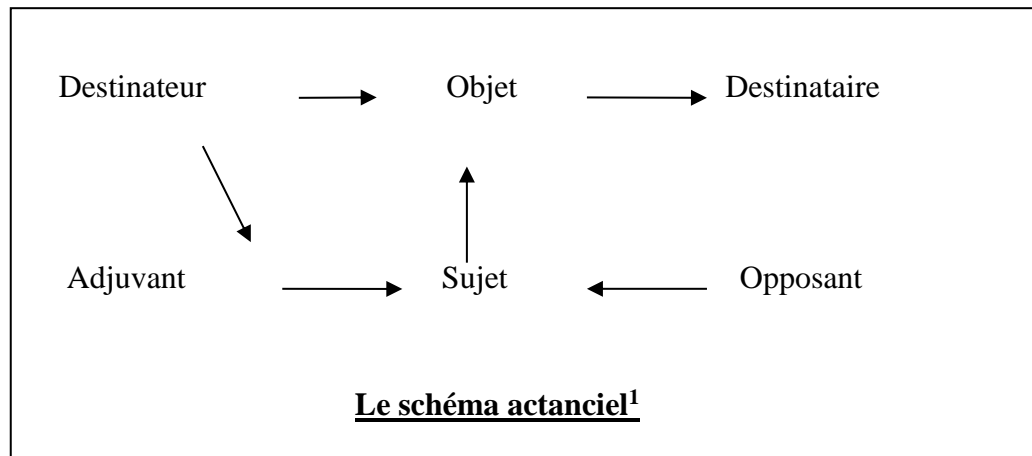 Destinateur Objet Destinataire
Adjuvant Sujet Opposant
Le schéma actanciel¹